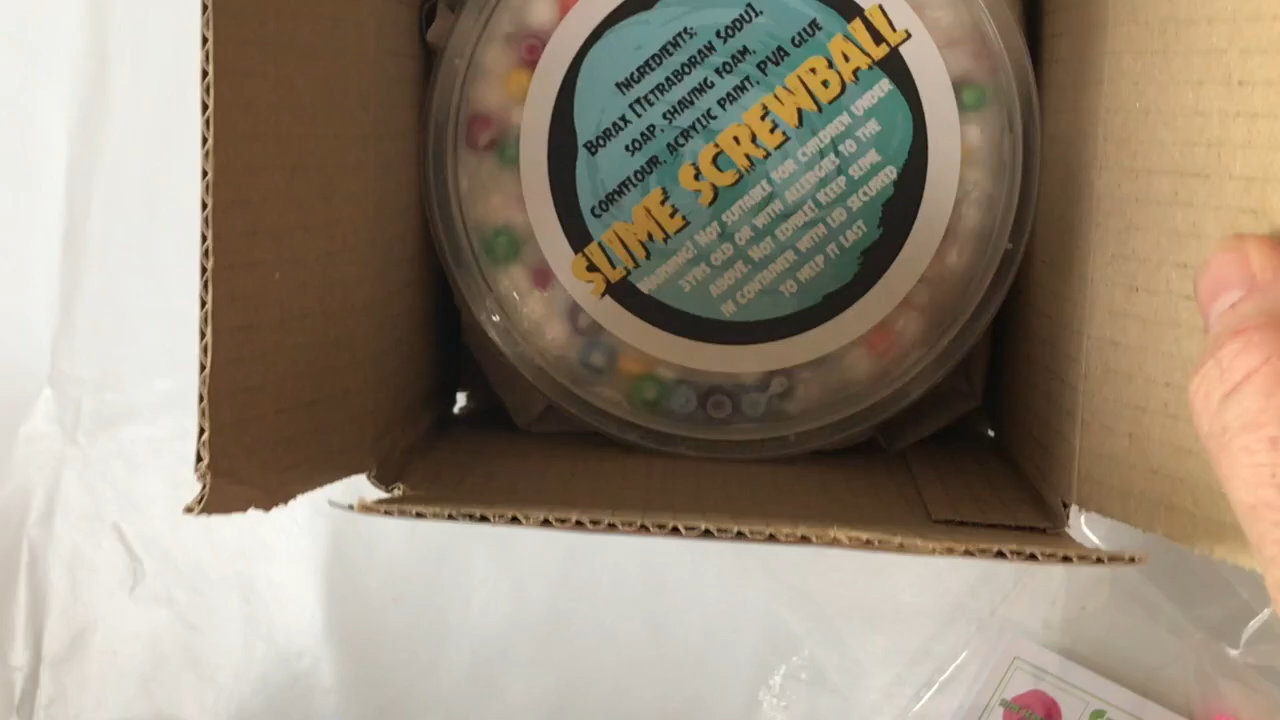 INGREDIENTS:
BORAX [TETRABORAN SODU],
SOAP, SHAVING FOAM,
CORNFLOUR, ACRYLIC PAINT, PVA GLUE
SLIME SCREWBALL
WARNING! NOT SUITABLE FOR CHILDREN UNDER
3YRS OLD OR WITH ALLERGIES TO THE
ABOVE. NOT EDIBLE! KEEP SLIME
IN CONTAINER WITH LID SECURED
TO HELP IT LAST